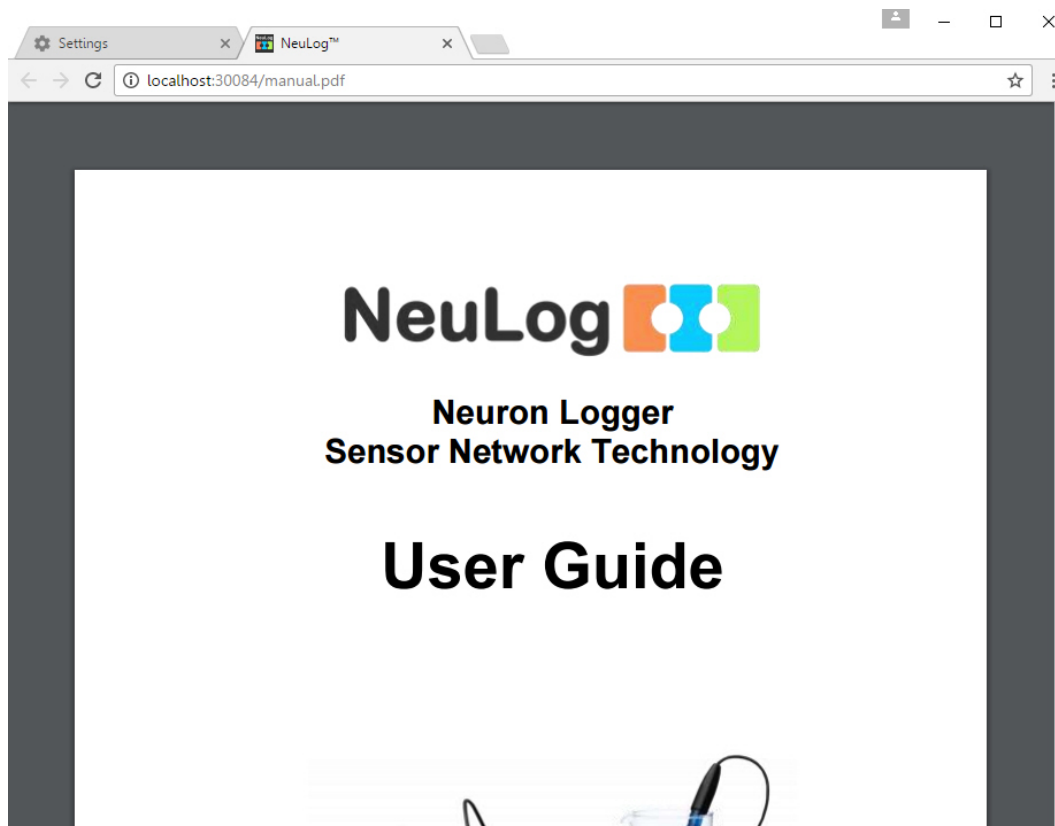 Settings
NeuLog™
localhost:30084/manual.pdf
NeuLog
Neuron Logger
Sensor Network Technology
User Guide